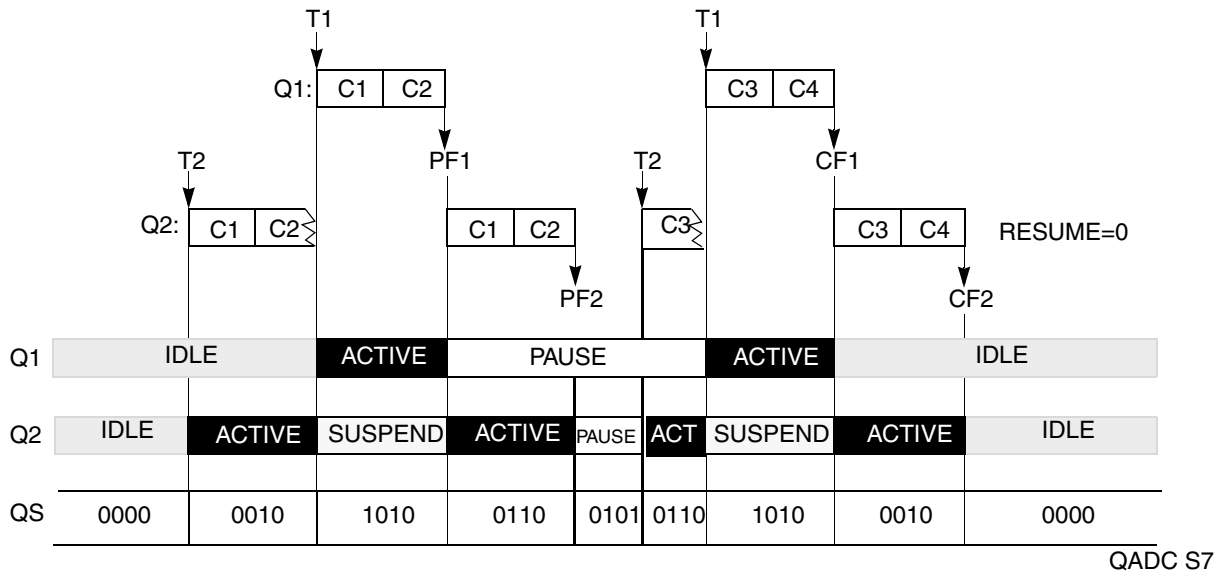 T1 T1
Q1: C1 C2 C3 C4
T2 PF1 T2 CF1
Q2: C1 C2 C1 C2 C3 C3 C4 RESUME=0
PF2 CF2
Q1 IDLE ACTIVE PAUSE ACTIVE IDLE
Q2 IDLE ACTIVE SUSPEND ACTIVE PAUSE ACT SUSPEND ACTIVE IDLE
QS 0000 0010 1010 0110 0101 0110 1010 0010 0000
QADC S7